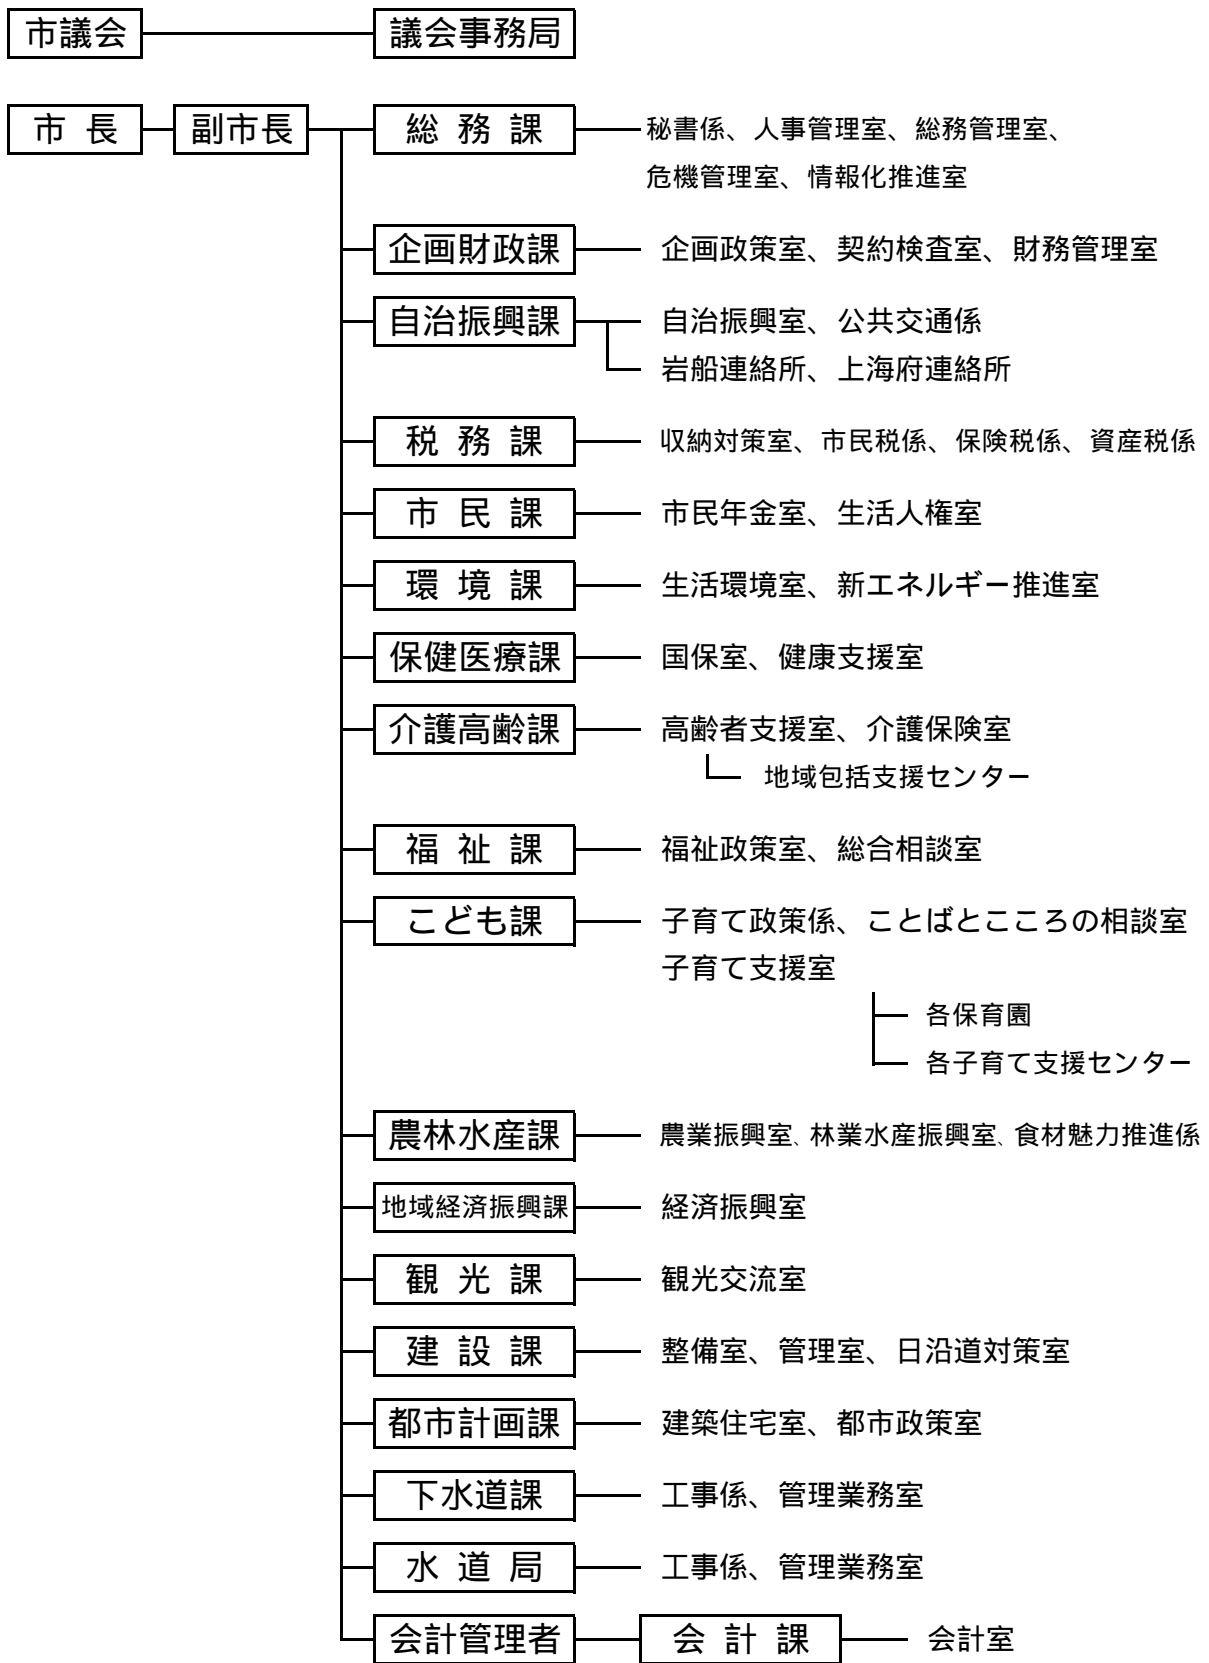 市議会 議会事務局
市 長 副市長 総 務 課 秘書係、人事管理室、総務管理室、
危機管理室、情報化推進室
企画財政課 企画政策室、契約検査室、財務管理室
自治振興課 自治振興室、公共交通係
岩船連絡所、上海府連絡所
税 務 課 収納対策室、市民税係、保険税係、資産税係
市 民 課 市民年金室、生活人権室
環 境 課 生活環境室、新エネルギー推進室
保健医療課 国保室、健康支援室
介護高齢課 高齢者支援室、介護保険室
地域包括支援センター
福 祉 課 福祉政策室、総合相談室
こども課 子育て政策係、ことばとこころの相談室
子育て支援室
各保育園
各子育て支援センター
農林水産課 農業振興室、林業水産振興室、食材魅力推進係
地域経済振興課 経済振興室
観 光 課 観光交流室
建 設 課 整備室、管理室、日沿道対策室
都市計画課 建築住宅室、都市政策室
下水道課 工事係、管理業務室
水 道 局 工事係、管理業務室
会計管理者 会 計 課 会計室